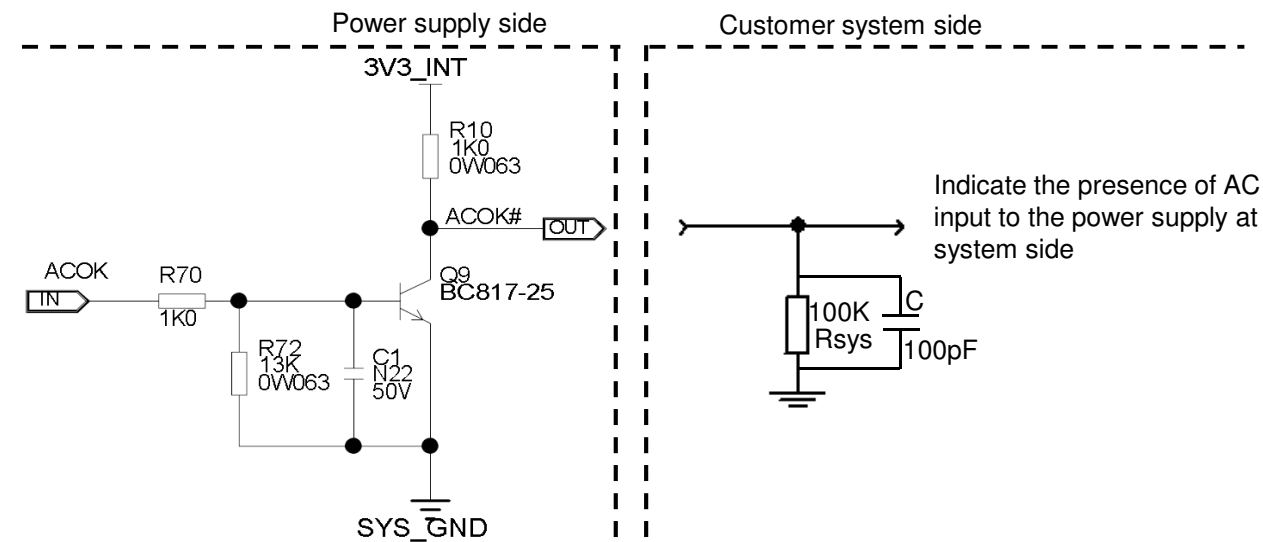 Power supply side
Customer system side
3V3_INT
R10
1K0
0W063
ACOK#
OUT
Indicate the presence of AC
input to the power supply at
system side
ACOK
IN
R70
1K0
Q9
BC817-25
R72
13K
0W063
C1
N22
50V
100K
Rsys
C
100pF
SYS_GND